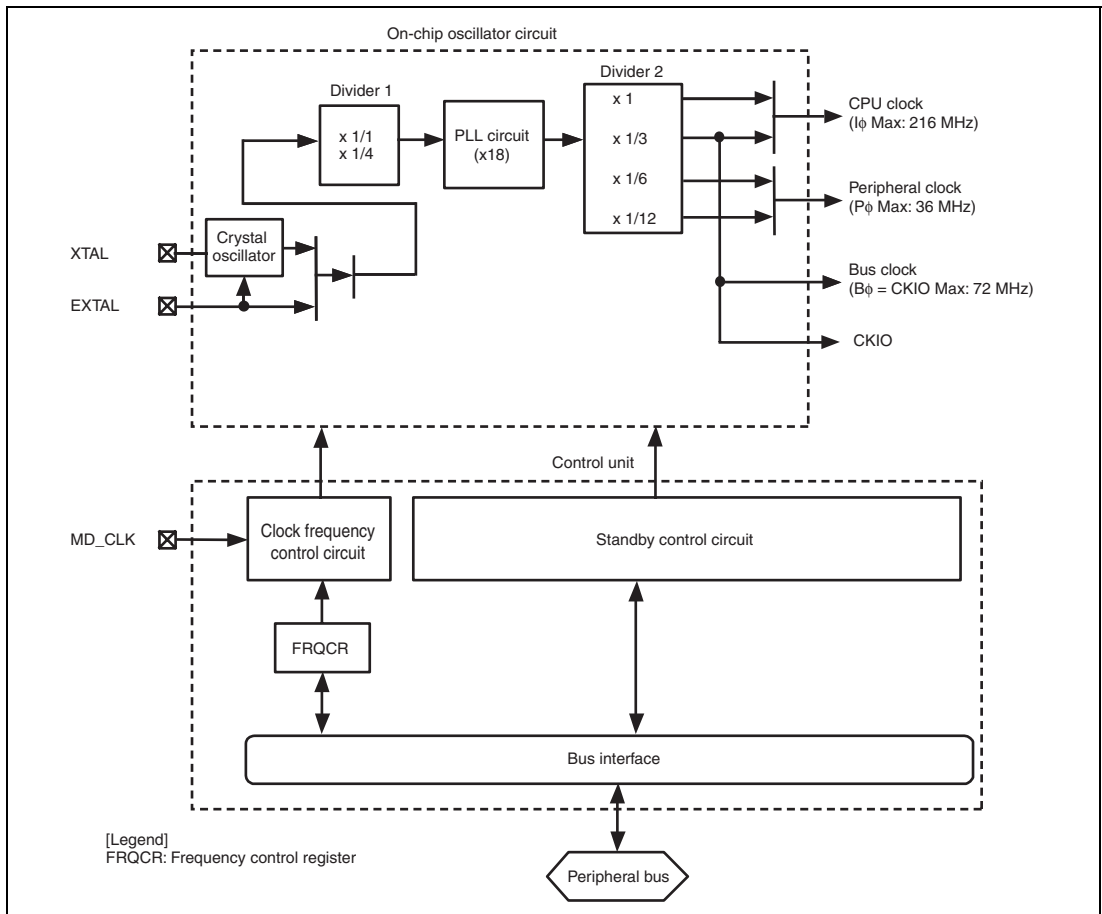 On-chip oscillator circuit
Divider 1
x 1/1
x 1/4
PLL circuit
(x18)
Divider 2
x 1
x 1/3
x 1/6
x 1/12
CPU clock
(Iϕ Max: 216 MHz)
Peripheral clock
(Pϕ Max: 36 MHz)
Bus clock
(Bϕ = CKIO Max: 72 MHz)
CKIO
XTAL
Crystal
oscillator
EXTAL
Control unit
MD_CLK
Clock frequency
control circuit
Standby control circuit
FRQCR
Bus interface
[Legend]
FRQCR: Frequency control register
Peripheral bus